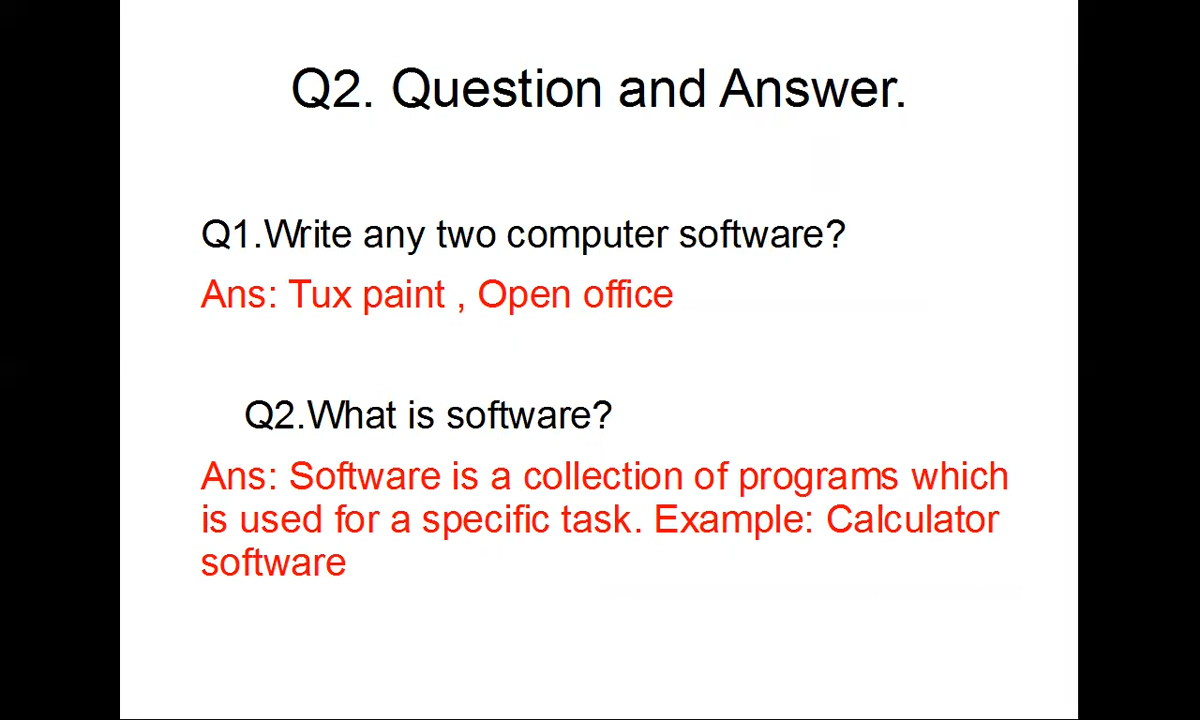 Q2. Question and Answer.
Q1.Write any two computer software?
Ans: Tux paint , Open office
Q2.What is software?
Ans: Software is a collection of programs which
is used for a specific task. Example: Calculator
software